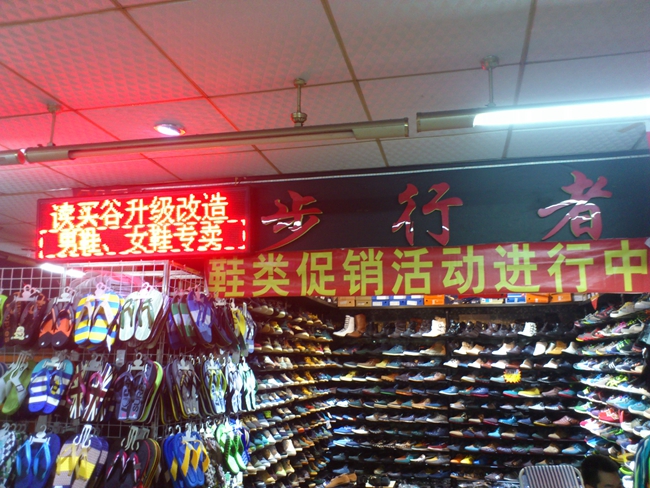 读买谷升级改造
男鞋、女鞋专卖
步行者
鞋类促销活动进行中